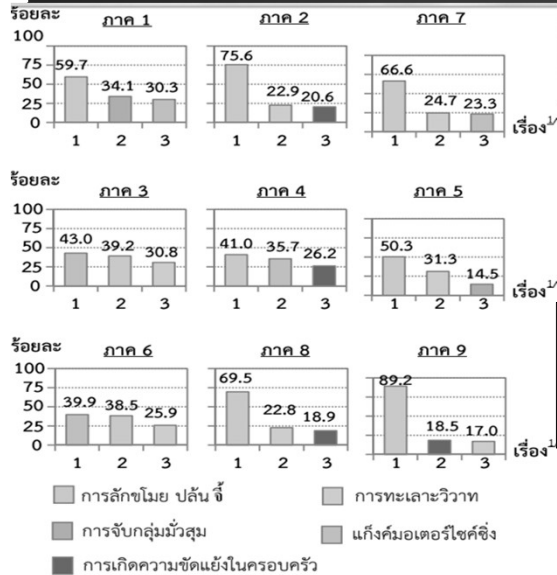 ร้อยละ
ภาค 1 ภาค 2 ภาค 7
100
75
50
25
0
59.7 34.1 30.3
1 2 3
75.6 22.9 20.6
1 2 3
66.6 24.7 23.3
1 2 3
เรื่อง 1/
ร้อยละ
ภาค 3 ภาค 4 ภาค 5
100
75
50
25
0
43.0 39.2 30.8
1 2 3
41.0 35.7 26.2
1 2 3
50.3 31.3 14.5
1 2 3
เรื่อง 1/
ร้อยละ
ภาค 6 ภาค 8 ภาค 9
100
75
50
25
0
39.9 38.5 25.9
1 2 3
69.5 22.8 18.9
1 2 3
89.2 18.5 17.0
1 2 3
เรื่อง 1/
การลักขโมย ปล้น จี้ การทะเลาะวิวาท
การจับกลุ่มมั่วสุม แก็งค์มอเตอร์ไซค์ซิ่ง
การเกิดความขัดแย้งในครอบครัว